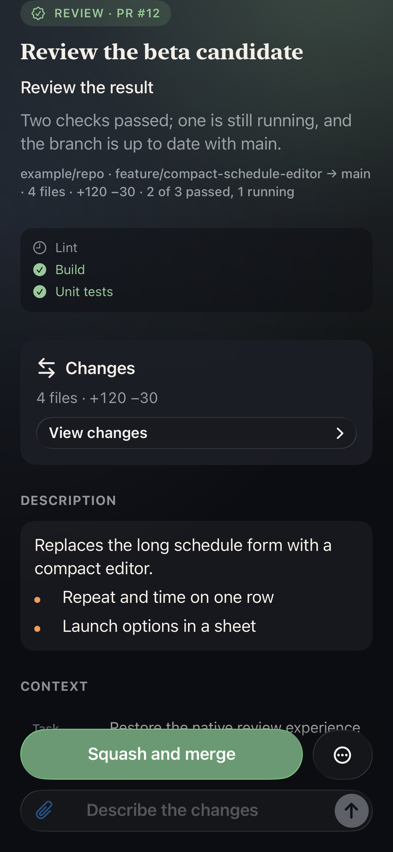 REVIEW · PR #12
Review the beta candidate
Review the result
Two checks passed; one is still running, and
the branch is up to date with main.
example/repo · feature/compact-schedule-editor → main
· 4 files · +120 −30 · 2 of 3 passed, 1 running
Lint
Build
Unit tests
Changes
4 files · +120 −30
View changes
DESCRIPTION
Replaces the long schedule form with a
compact editor.
• Repeat and time on one row
• Launch options in a sheet
CONTEXT
Task Restore the native review experience
Squash and merge
Describe the changes